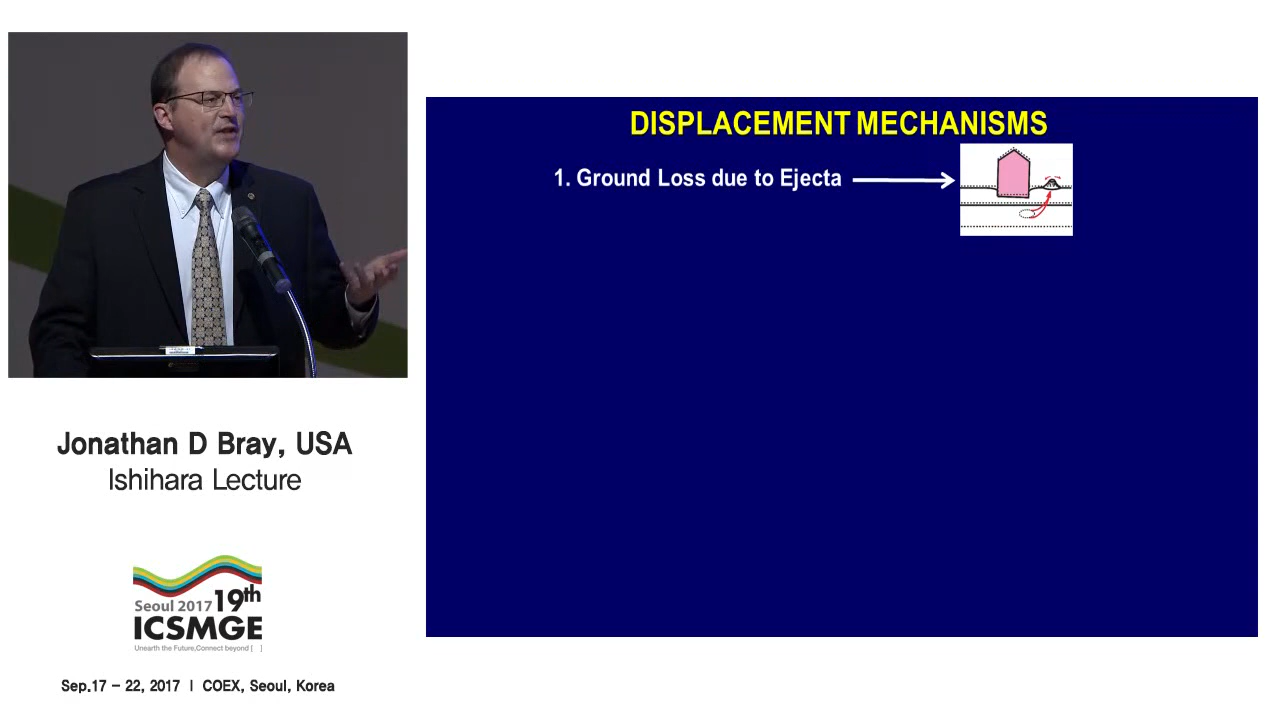 DISPLACEMENT MECHANISMS
1. Ground Loss due to Ejecta
Jonathan D Bray, USA
Ishihara Lecture
Seoul 2017 19th
ICSMGE
Unearth the Future,Connect beyond [ ]
Sep.17 – 22, 2017 | COEX, Seoul, Korea